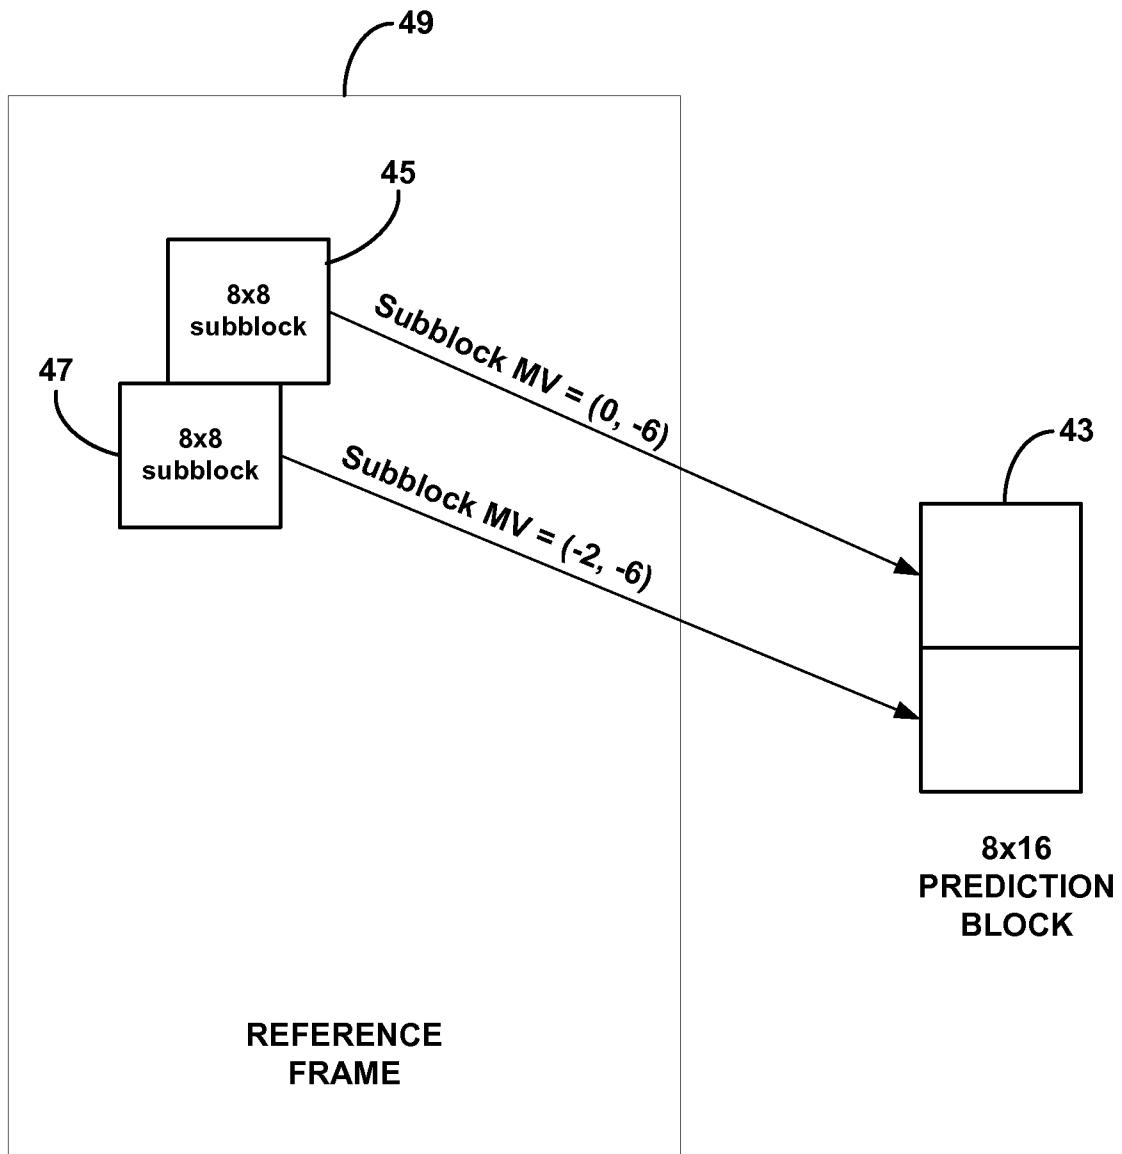 49
45
8x8
subblock
Subblock MV = (0, -6)
47
8x8
subblock
Subblock MV = (-2, -6)
43
8x16
PREDICTION
BLOCK
REFERENCE
FRAME